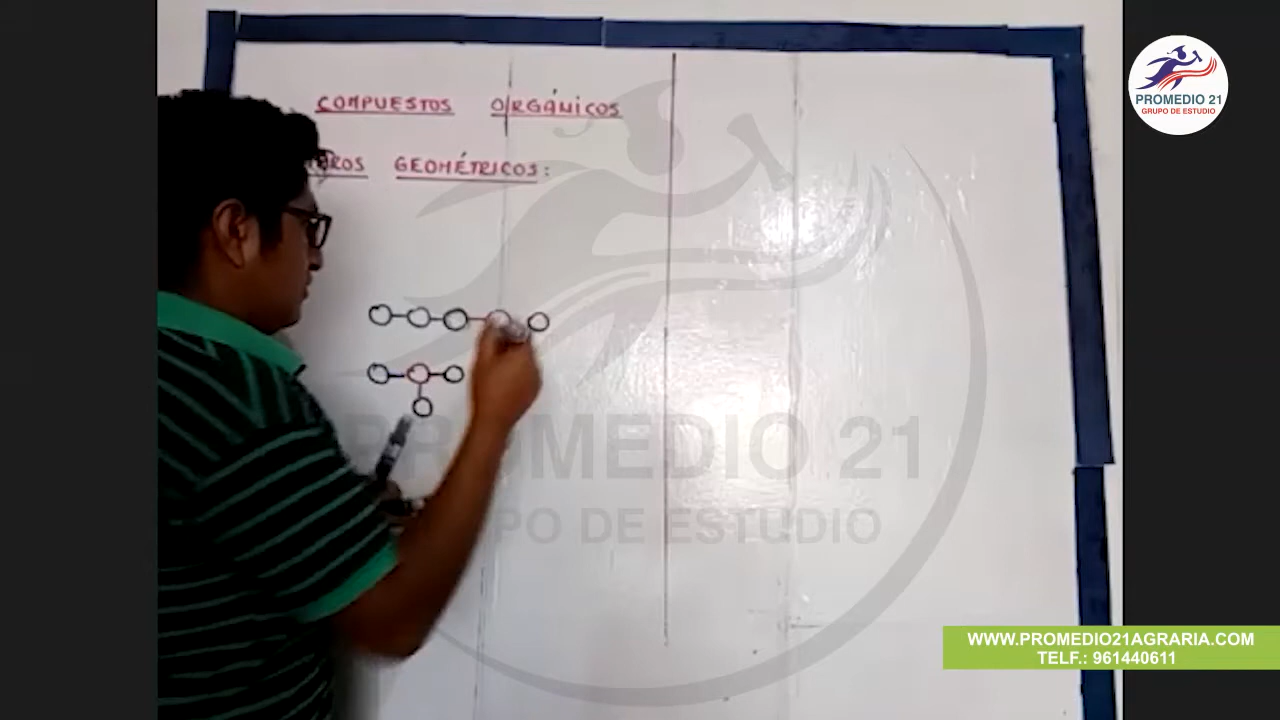 COMPUESTOS ORGÁNICOS
GEOMÉTRICOS:
PROMEDIO 21
GRUPO DE ESTUDIO
PROMEDIO 21
GRUPO DE ESTUDIO
WWW.PROMEDIO21AGRARIA.COM
TELF.: 961440611